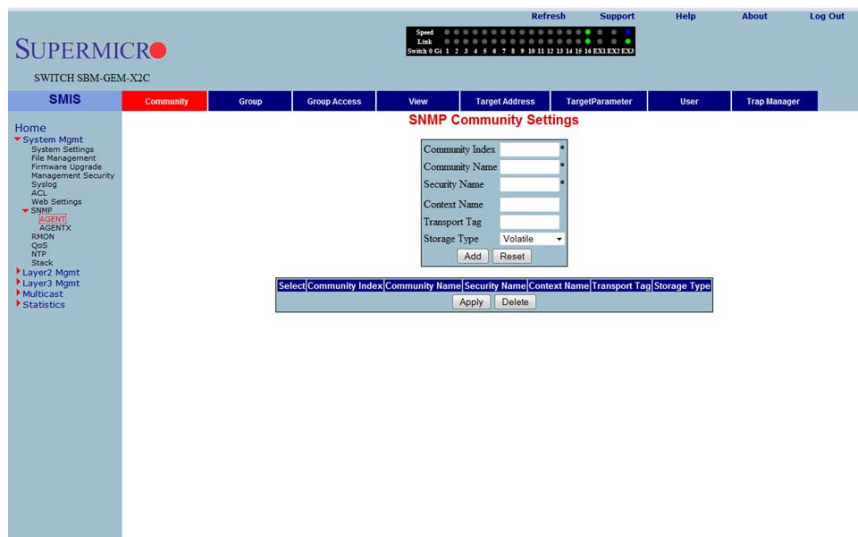 Refresh Support Help About Log Out
Speed
Link
Switch 0 Gi 1 2 3 4 5 6 7 8 9 10 11 12 13 14 15 16 EX1 EX2 EX3
SUPERMICRO
SWITCH SBM-GEM-X2C
SMIS
Community Group Group Access View Target Address TargetParameter User Trap Manager
Home
System Mgmt
System Settings
File Management
Firmware Upgrade
Management Security
Syslog
ACL
Web Settings
SNMP
AGENT
AGENTX
RMON
QoS
NTP
Stack
Layer2 Mgmt
Layer3 Mgmt
Multicast
Statistics
SNMP Community Settings
Community Index *
Community Name *
Security Name *
Context Name
Transport Tag
Storage Type Volatile
Add Reset
Select Community Index Community Name Security Name Context Name Transport Tag Storage Type
Apply Delete